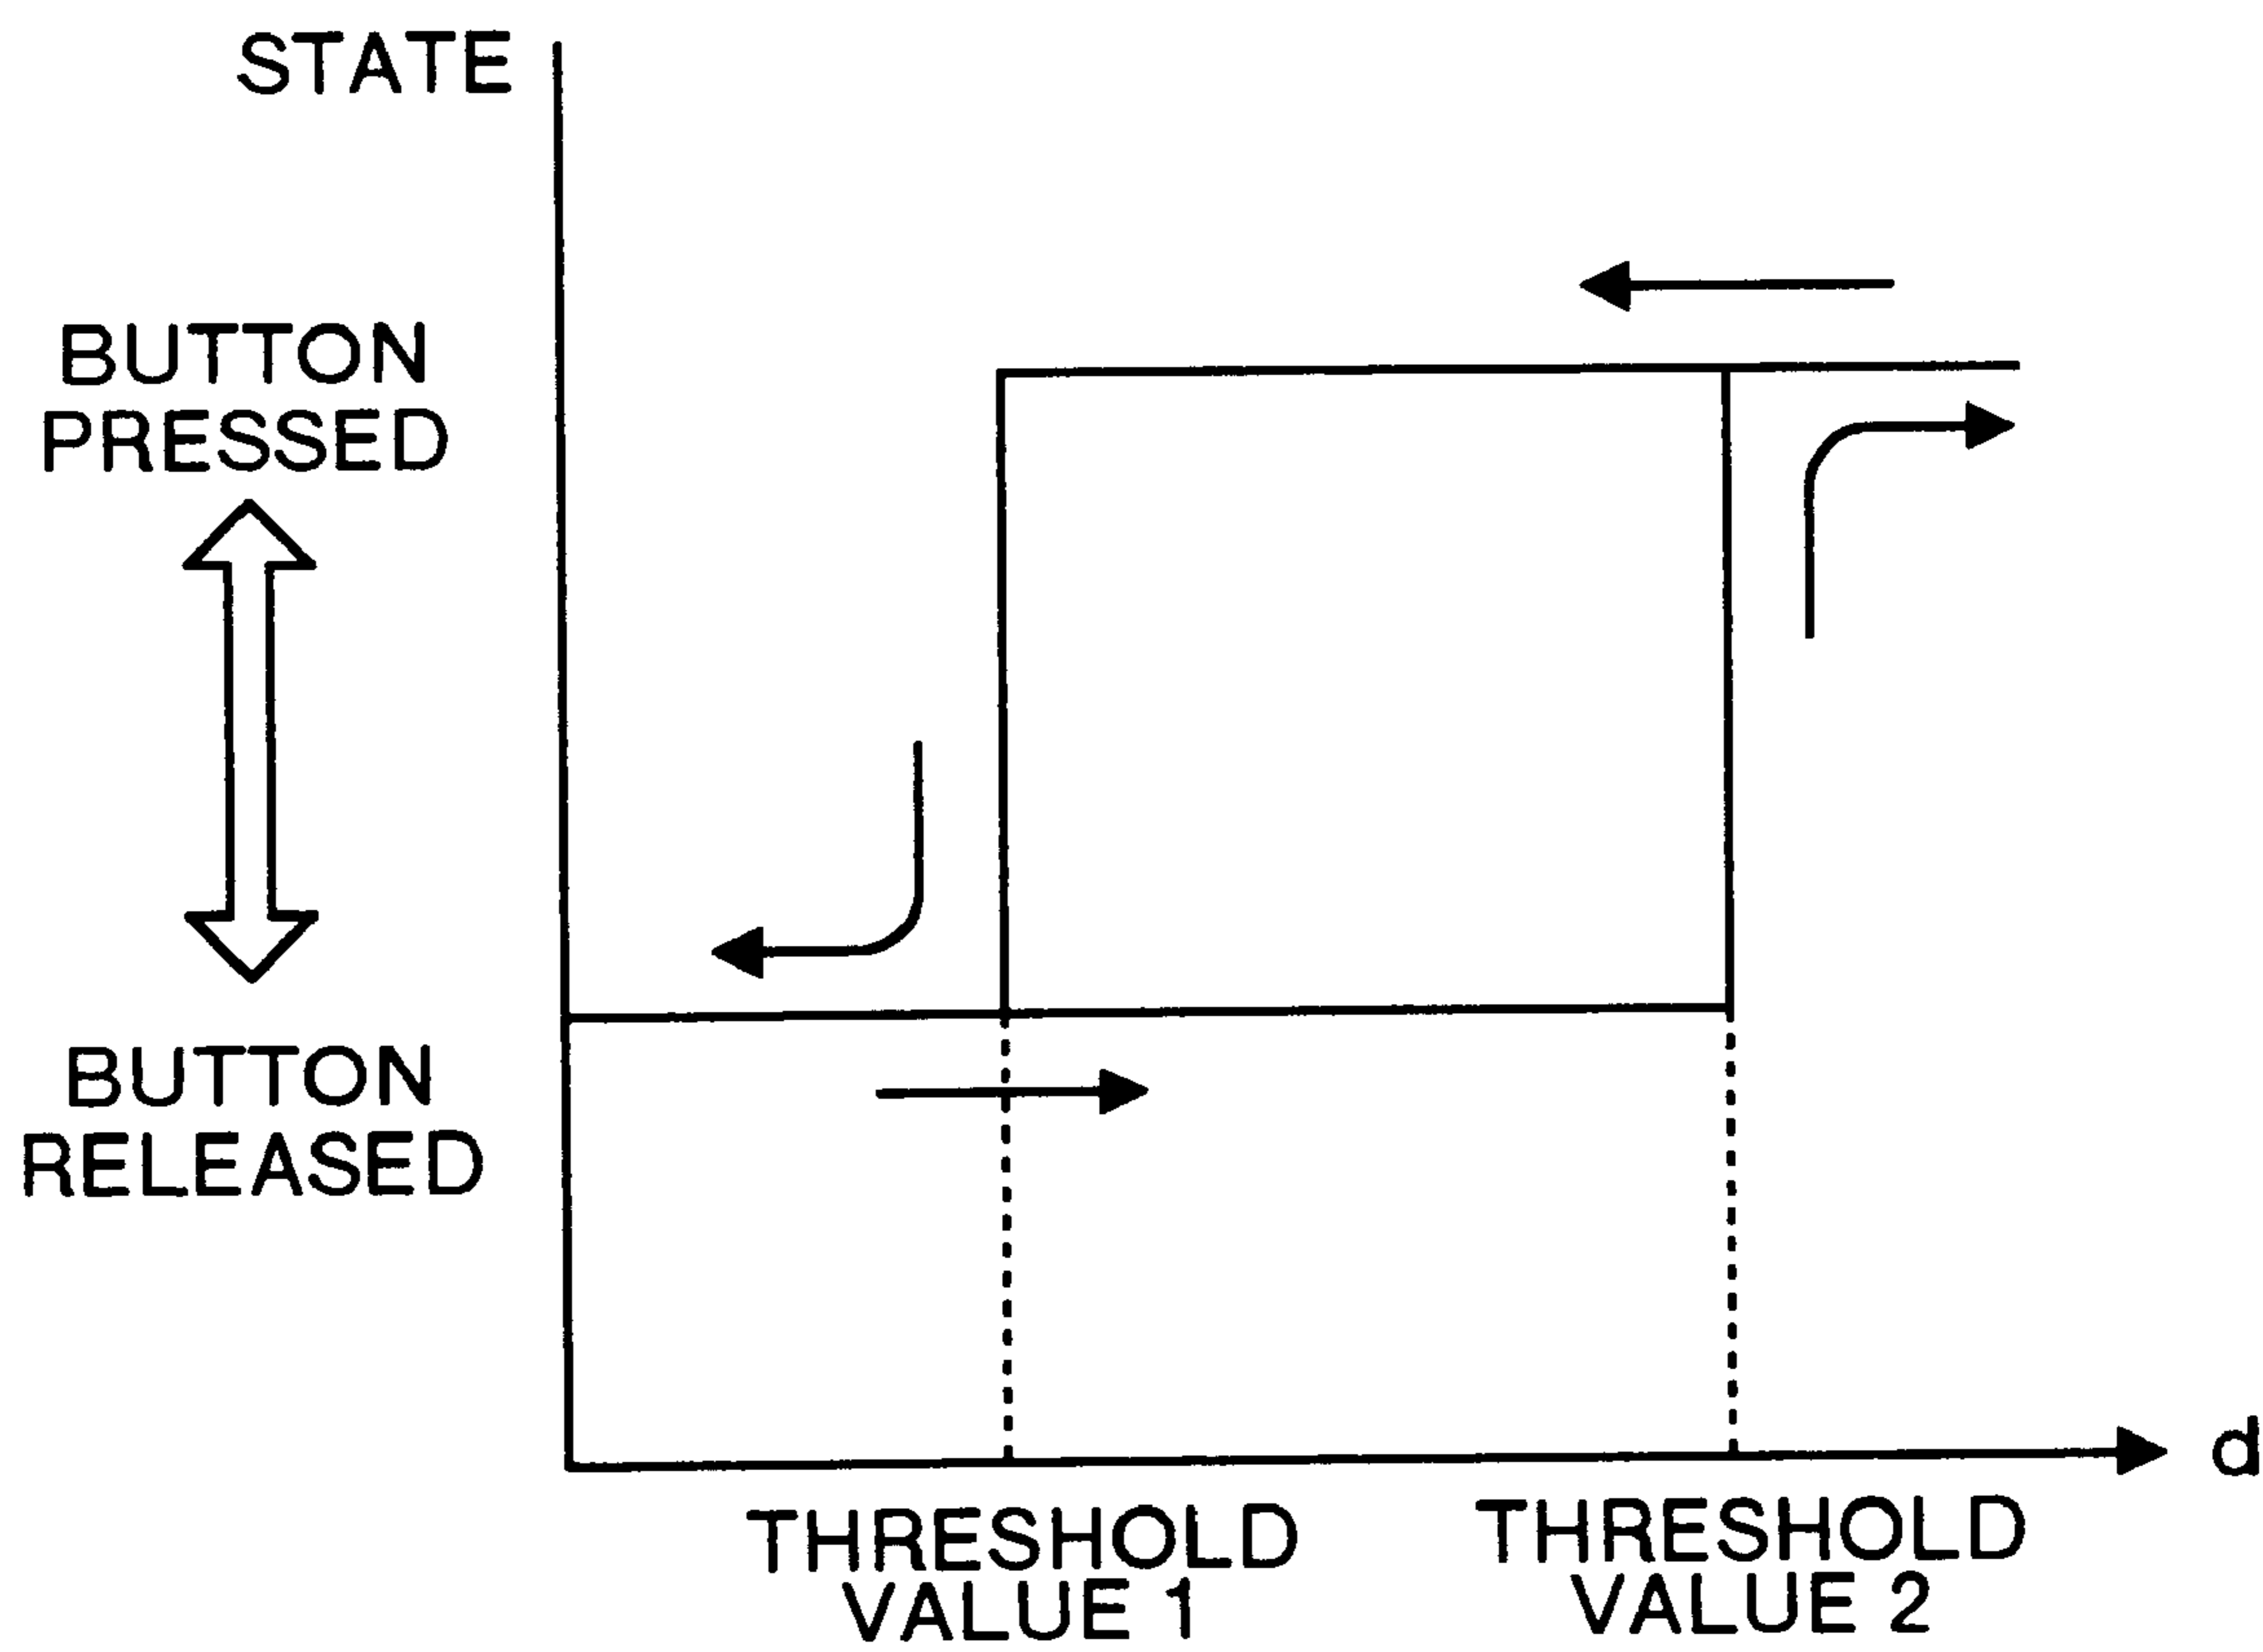 STATE
BUTTON
PRESSED
BUTTON
RELEASED
d
THRESHOLD
VALUE 1
THRESHOLD
VALUE 2